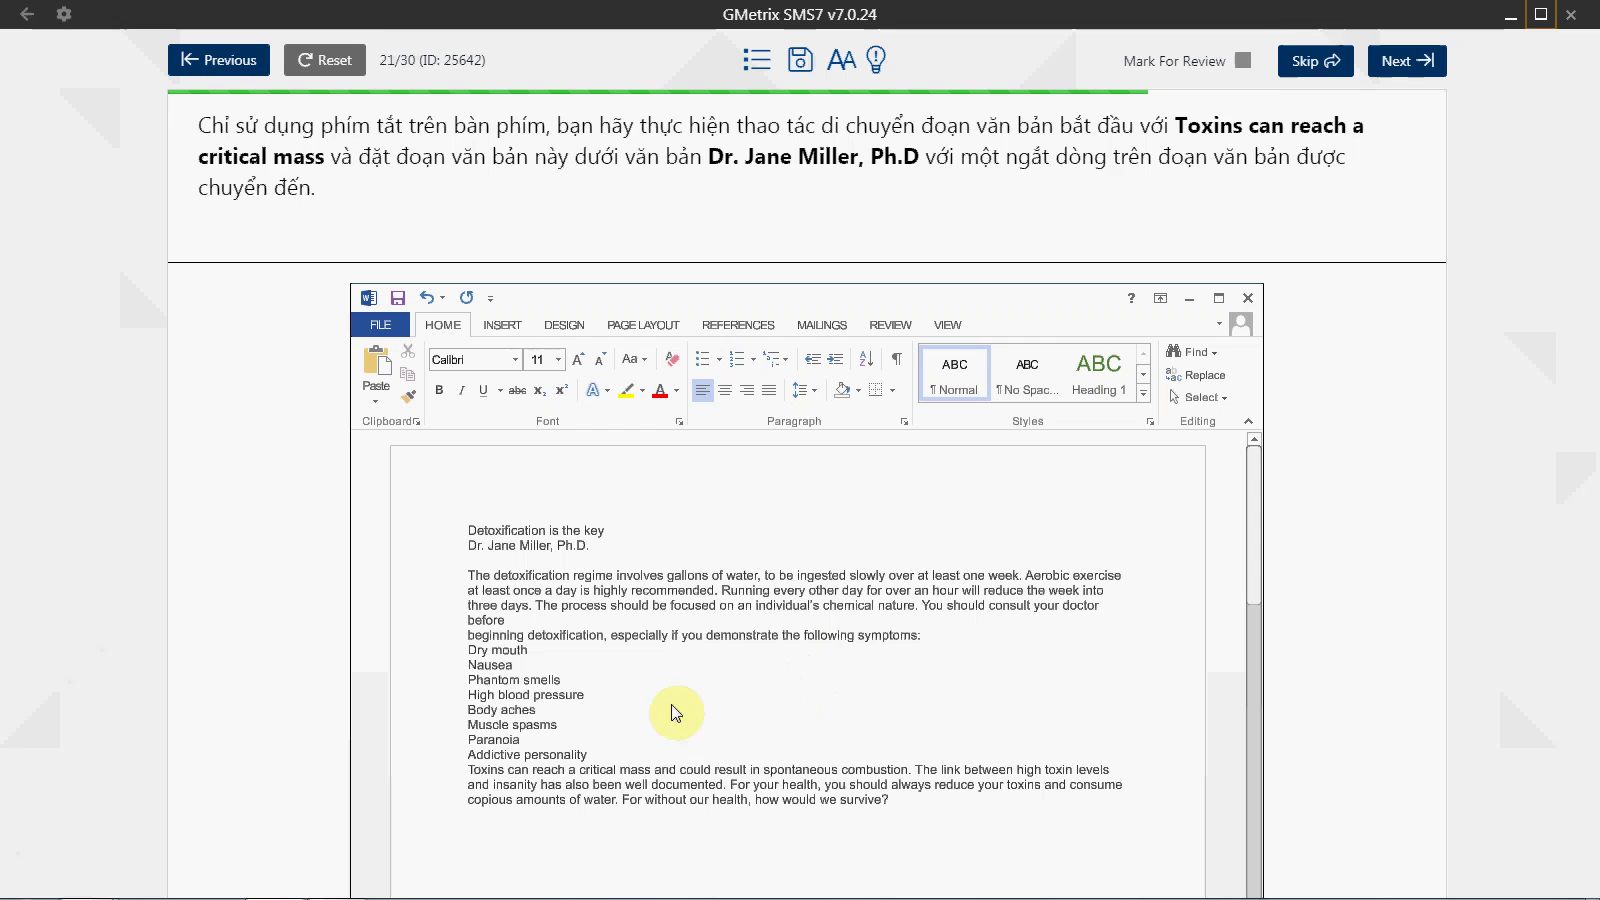 GMetrix SMS7 v7.0.24
Previous
Reset
21/30 (ID: 25642)
AA
Mark For Review
Skip
Next
Chỉ sử dụng phím tắt trên bàn phím, bạn hãy thực hiện thao tác di chuyển đoạn văn bản bắt đầu với Toxins can reach a
critical mass và đặt đoạn văn bản này dưới văn bản Dr. Jane Miller, Ph.D với một ngắt dòng trên đoạn văn bản được
chuyển đến.
FILE
HOME
INSERT
DESIGN
PAGE LAYOUT
REFERENCES
MAILINGS
REVIEW
VIEW
Paste
Clipboard
Calibri
11
Aa
B I U abc x₂ x² A A
Font
Paragraph
ABC
¶ Normal
ABC
¶ No Spac...
ABC
Heading 1
Styles
Find
Replace
Select
Editing
Detoxification is the key
Dr. Jane Miller, Ph.D.
The detoxification regime involves gallons of water, to be ingested slowly over at least one week. Aerobic exercise
at least once a day is highly recommended. Running every other day for over an hour will reduce the week into
three days. The process should be focused on an individual's chemical nature. You should consult your doctor
before
beginning detoxification, especially if you demonstrate the following symptoms:
Dry mouth
Nausea
Phantom smells
High blood pressure
Body aches
Muscle spasms
Paranoia
Addictive personality
Toxins can reach a critical mass and could result in spontaneous combustion. The link between high toxin levels
and insanity has also been well documented. For your health, you should always reduce your toxins and consume
copious amounts of water. For without our health, how would we survive?